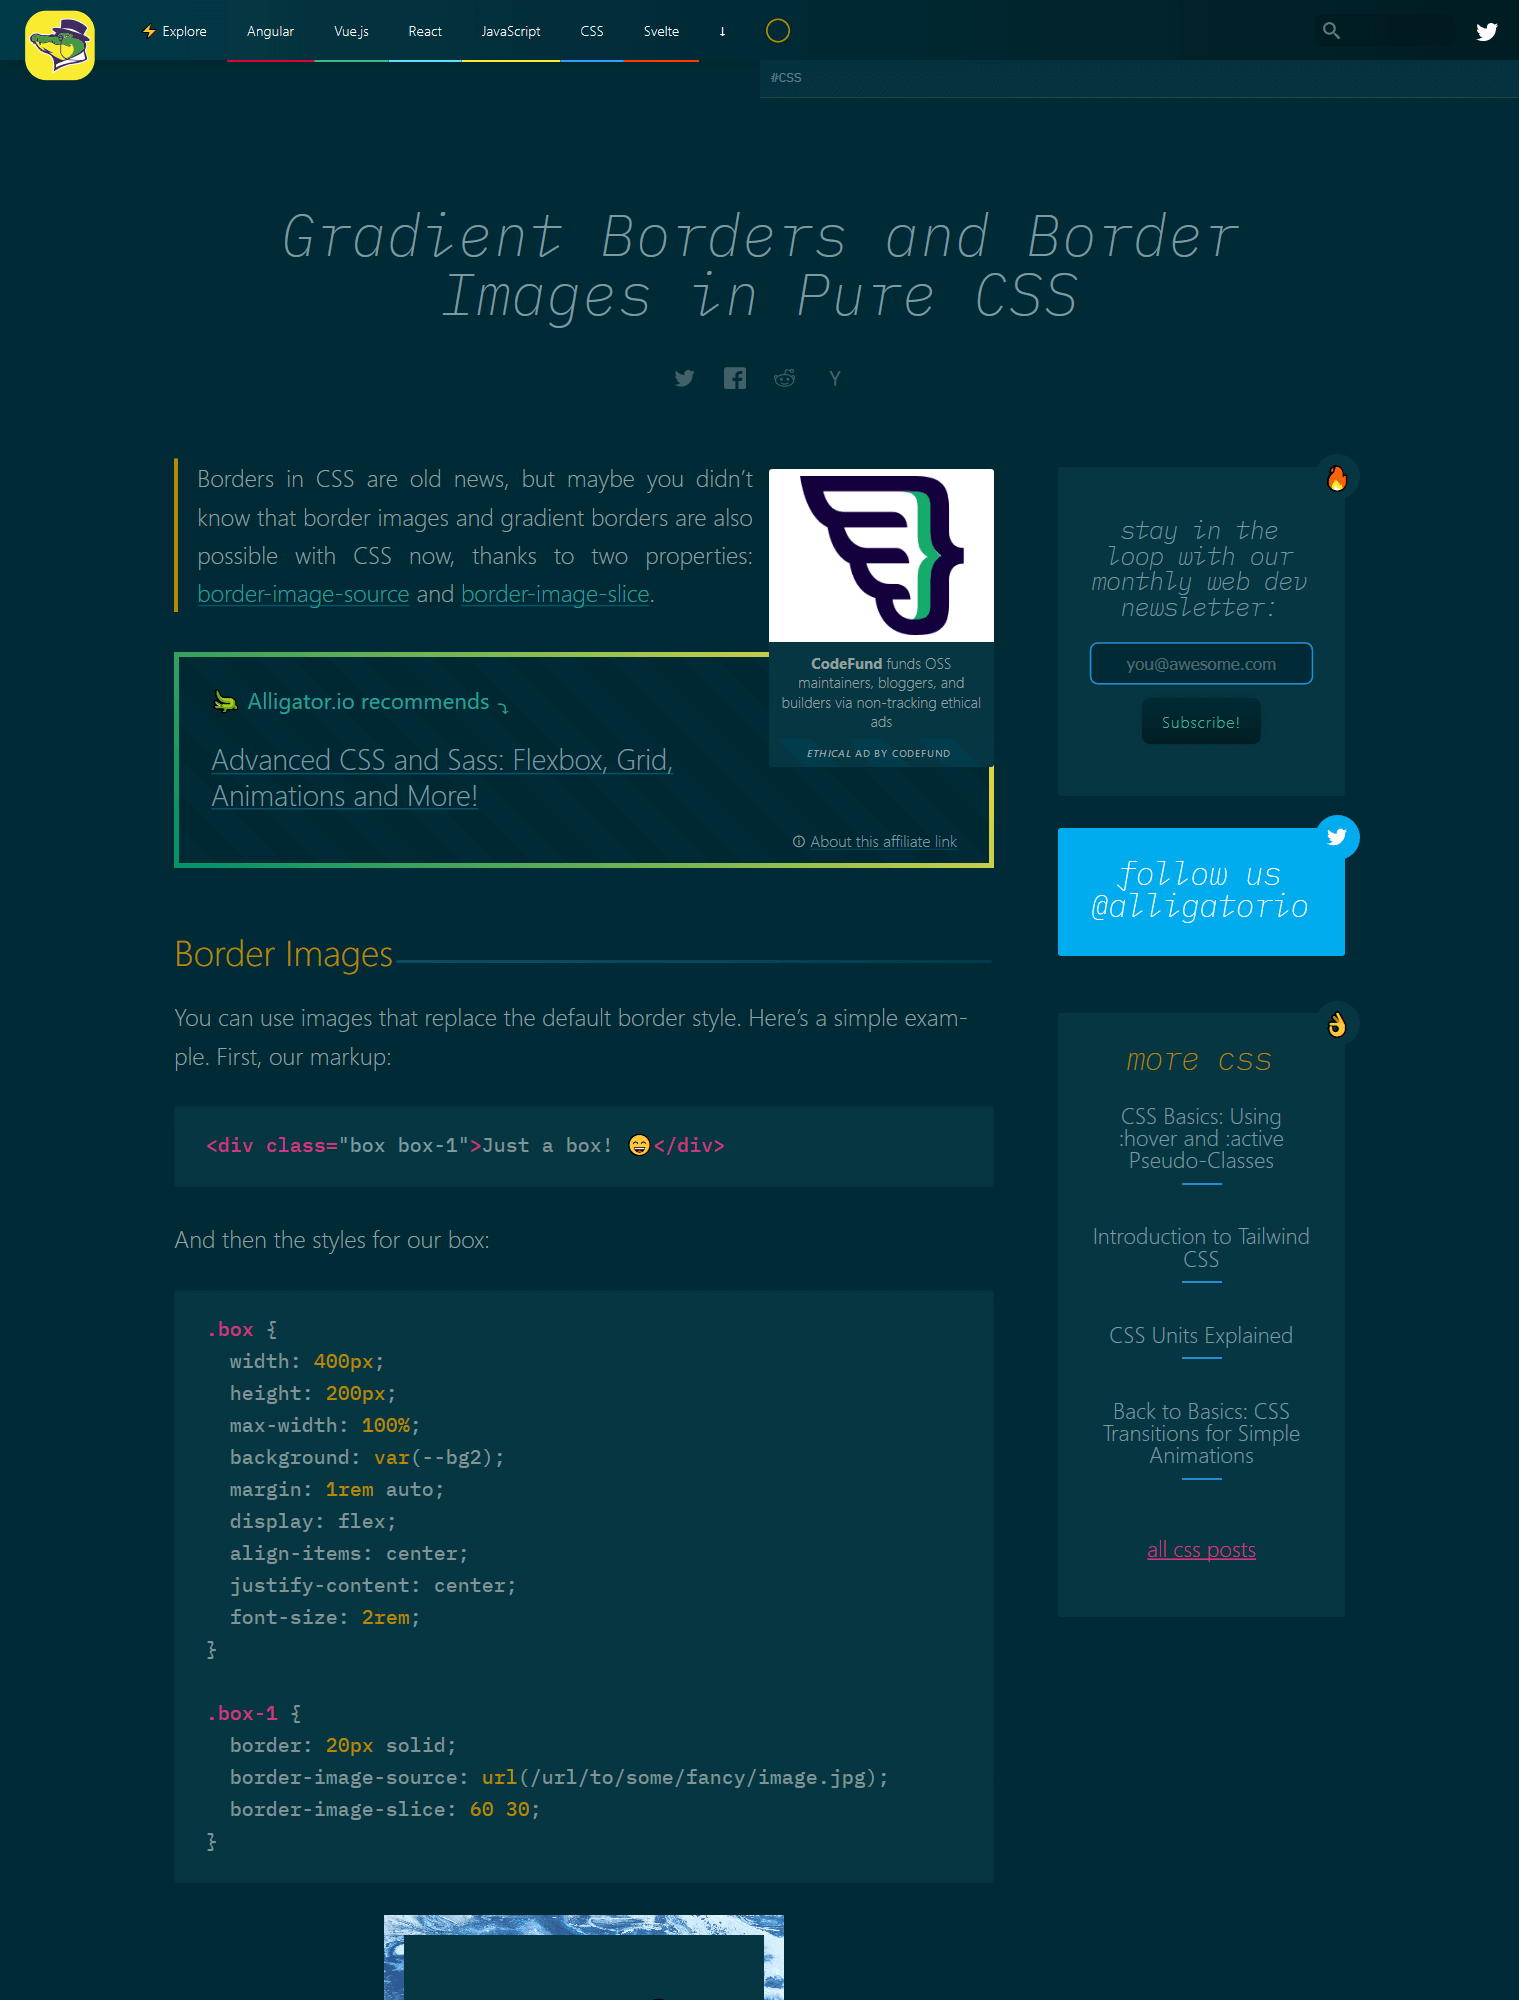 ⚡ Explore
Angular
Vue.js
React
JavaScript
CSS
Svelte
↓
#CSS
Gradient Borders and Border
Images in Pure CSS
Borders in CSS are old news, but maybe you didn’t
know that border images and gradient borders are also
possible with CSS now, thanks to two properties:
border-image-source and border-image-slice.
CodeFund funds OSS
maintainers, bloggers, and
builders via non-tracking ethical
ads
ETHICAL AD BY CODEFUND
🐊 Alligator.io recommends ⤵
Advanced CSS and Sass: Flexbox, Grid,
Animations and More!
ⓘ About this affiliate link
Border Images
You can use images that replace the default border style. Here’s a simple exam-
ple. First, our markup:
<div class="box box-1">Just a box! 😄</div>
And then the styles for our box:
.box {
  width: 400px;
  height: 200px;
  max-width: 100%;
  background: var(--bg2);
  margin: 1rem auto;
  display: flex;
  align-items: center;
  justify-content: center;
  font-size: 2rem;
}
.box-1 {
  border: 20px solid;
  border-image-source: url(/url/to/some/fancy/image.jpg);
  border-image-slice: 60 30;
}
stay in the
loop with our
monthly web dev
newsletter:
you@awesome.com
Subscribe!
follow us
@alligatorio
more css
CSS Basics: Using
:hover and :active
Pseudo-Classes
Introduction to Tailwind
CSS
CSS Units Explained
Back to Basics: CSS
Transitions for Simple
Animations
all css posts